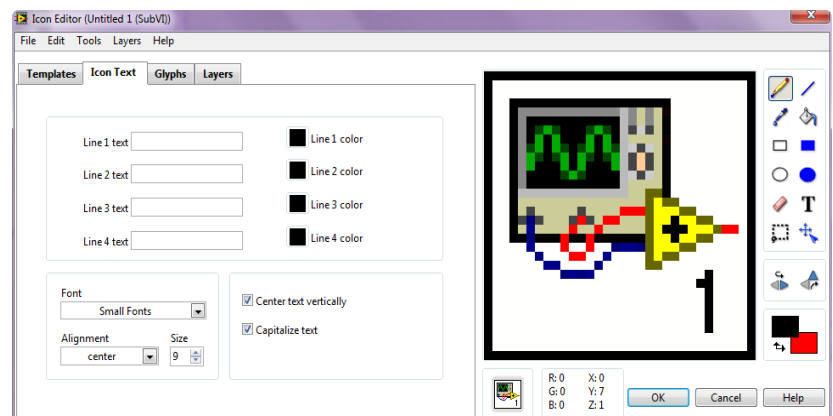 Icon Editor (Untitled 1 (SubVI))
File Edit Tools Layers Help
Templates Icon Text Glyphs Layers
Line 1 text Line 1 color
Line 2 text Line 2 color
Line 3 text Line 3 color
Line 4 text Line 4 color
Font
Small Fonts
Alignment Size
center 9
Center text vertically
Capitalize text
1
T
1
R: 0 X: 0
G: 0 Y: 7
B: 0 Z: 1
OK Cancel Help